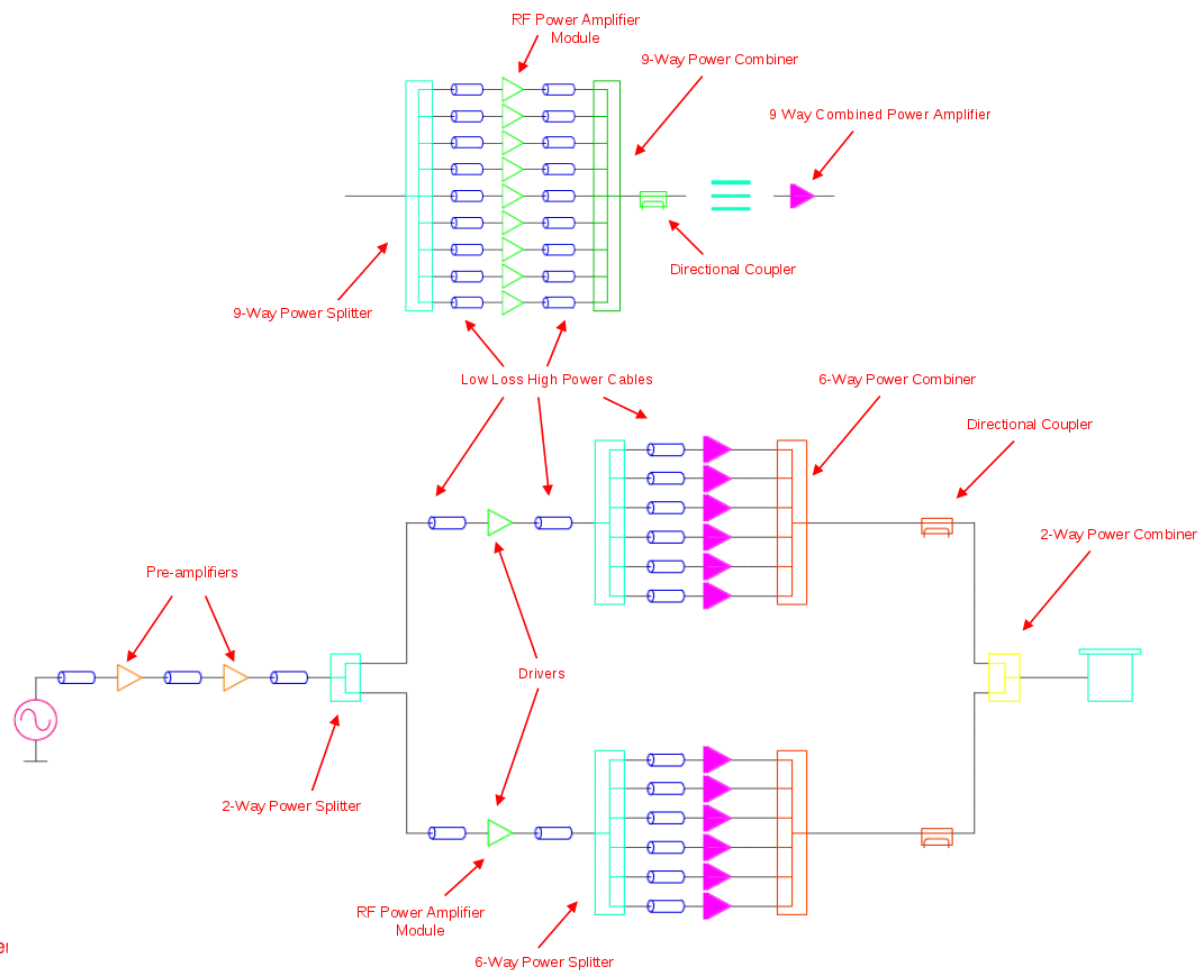 RF Power Amplifier
Module
9-Way Power Combiner
9 Way Combined Power Amplifier
Directional Coupler
9-Way Power Splitter
Low Loss High Power Cables
6-Way Power Combiner
Directional Coupler
2-Way Power Combiner
Pre-amplifiers
Drivers
2-Way Power Splitter
RF Power Amplifier
Module
6-Way Power Splitter